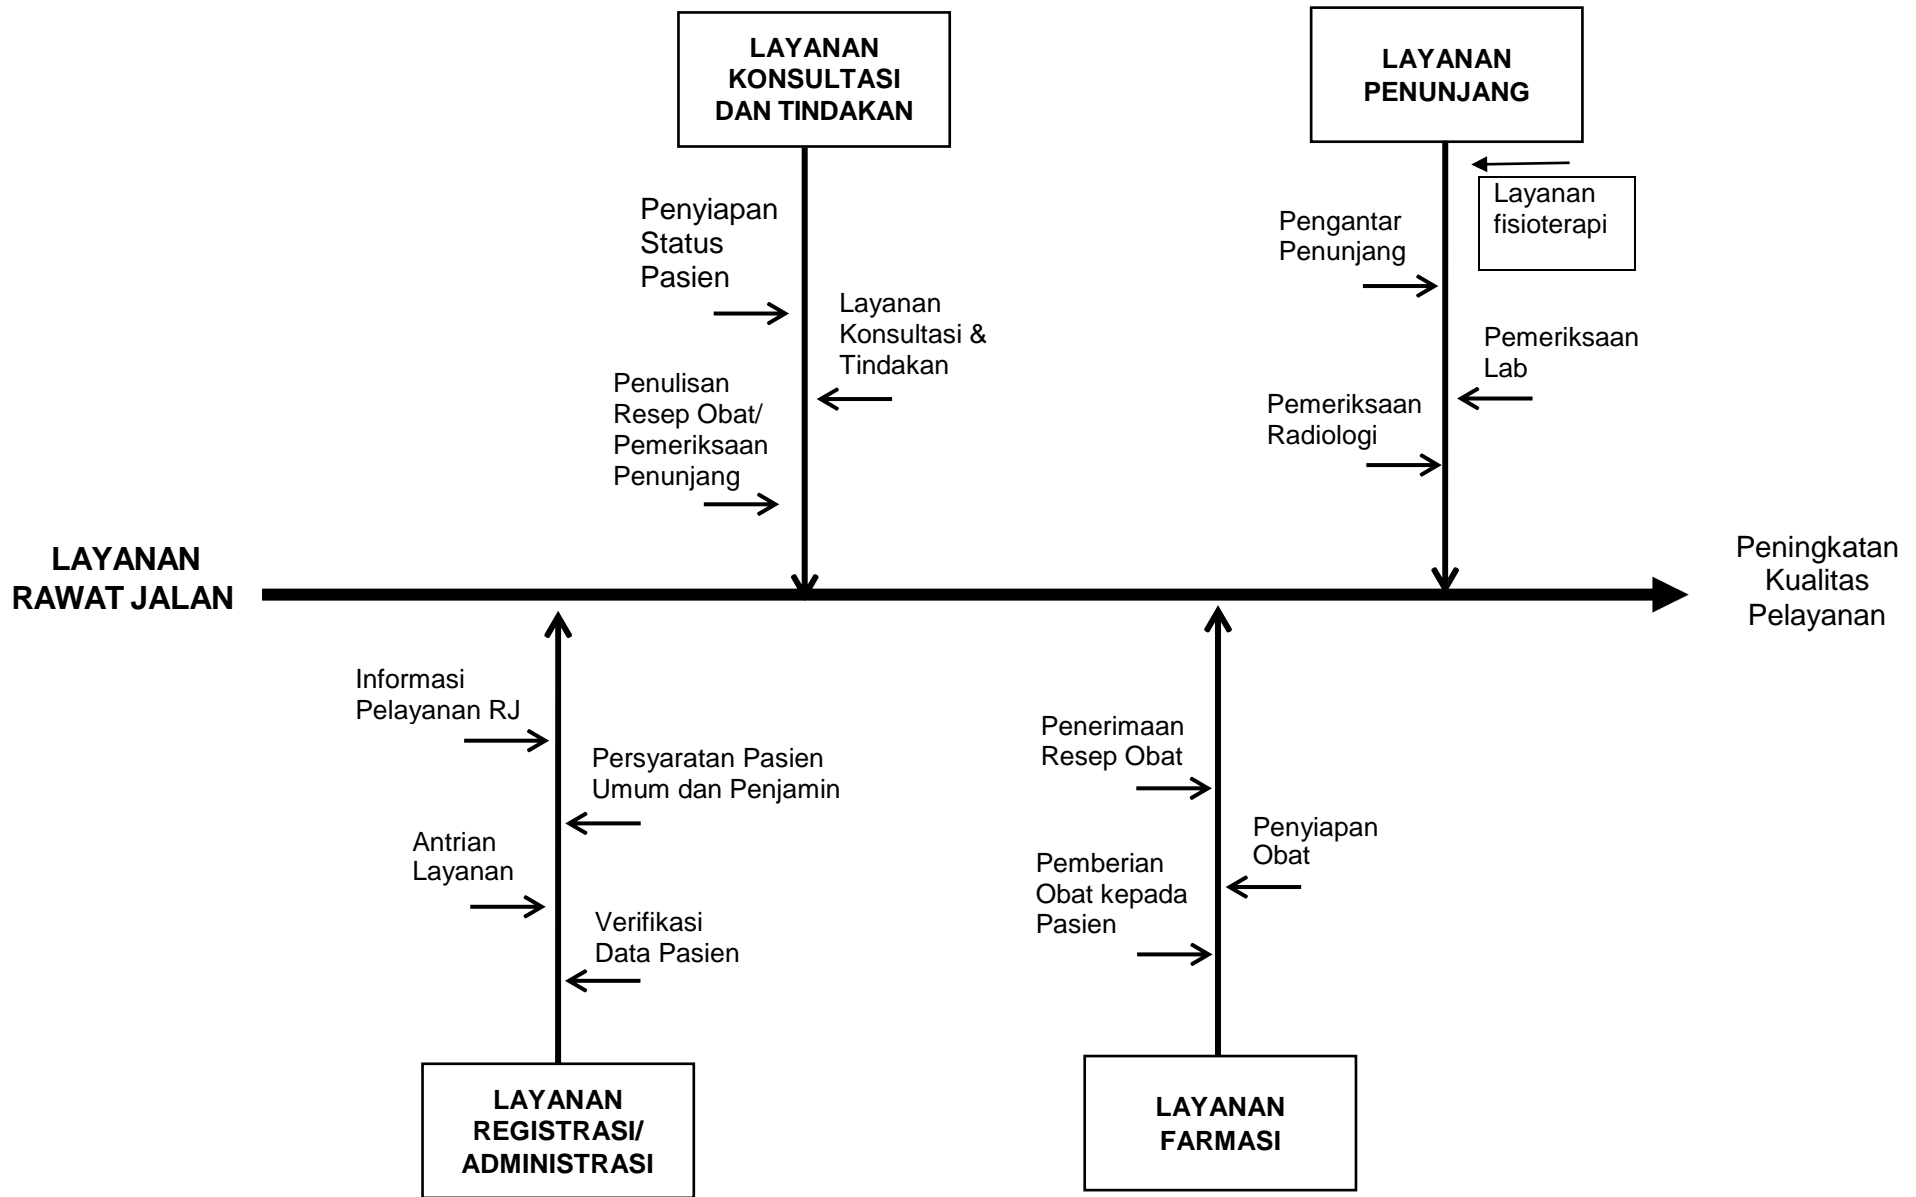 LAYANAN
KONSULTASI
DAN TINDAKAN
LAYANAN
PENUNJANG
Penyiapan
Status
Pasien
Layanan
Konsultasi &
Tindakan
Penulisan
Resep Obat/
Pemeriksaan
Penunjang
Layanan
fisioterapi
Pengantar
Penunjang
Pemeriksaan
Lab
Pemeriksaan
Radiologi
LAYANAN
RAWAT JALAN
Peningkatan
Kualitas
Pelayanan
Informasi
Pelayanan RJ
Persyaratan Pasien
Umum dan Penjamin
Antrian
Layanan
Verifikasi
Data Pasien
Penerimaan
Resep Obat
Penyiapan
Obat
Pemberian
Obat kepada
Pasien
LAYANAN
REGISTRASI/
ADMINISTRASI
LAYANAN
FARMASI